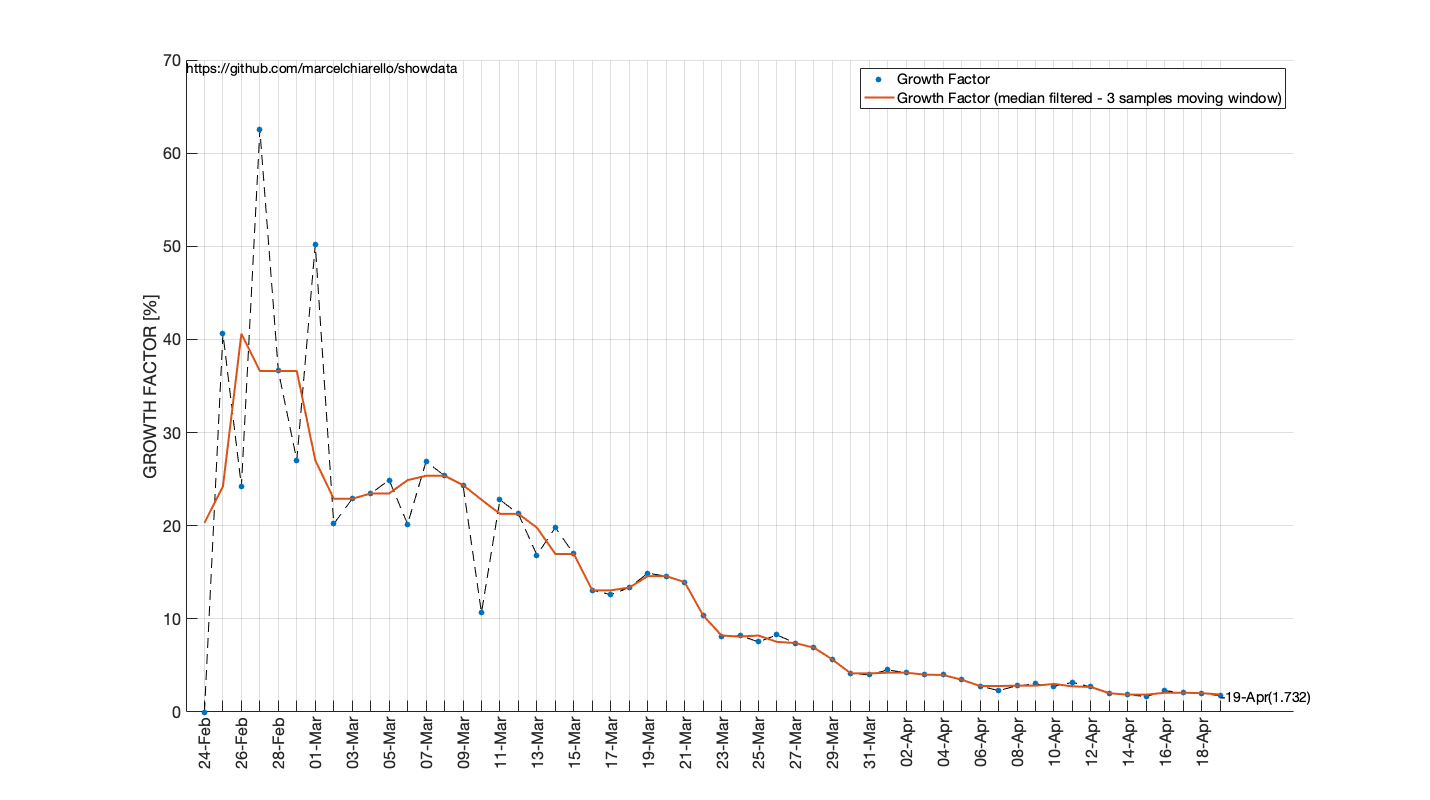 https://github.com/marcelchiarello/showdata
Growth Factor
Growth Factor (median filtered - 3 samples moving window)
GROWTH FACTOR [%]
70
60
50
40
30
20
10
0
19-Apr(1.732)
24-Feb
26-Feb
28-Feb
01-Mar
03-Mar
05-Mar
07-Mar
09-Mar
11-Mar
13-Mar
15-Mar
17-Mar
19-Mar
21-Mar
23-Mar
25-Mar
27-Mar
29-Mar
31-Mar
02-Apr
04-Apr
06-Apr
08-Apr
10-Apr
12-Apr
14-Apr
16-Apr
18-Apr